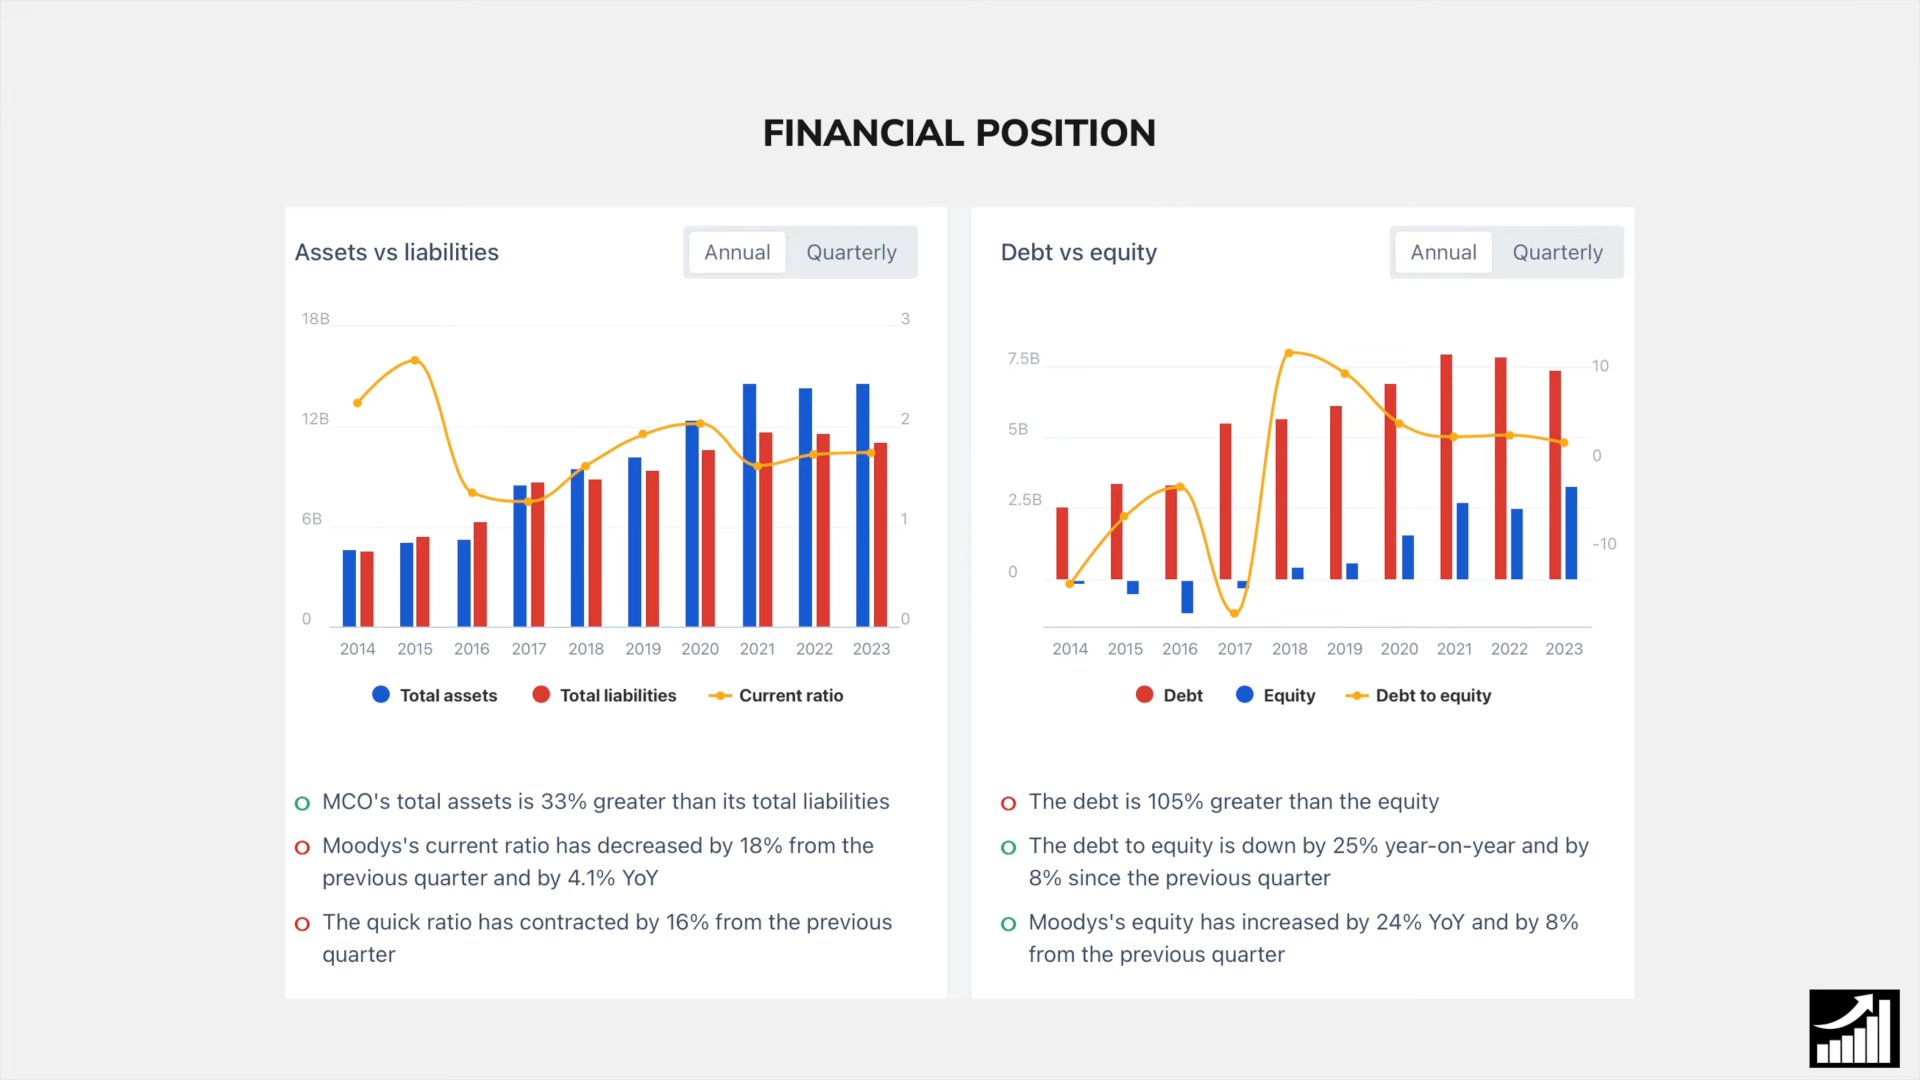 FINANCIAL POSITION
Assets vs liabilities
Annual
Quarterly
18B
12B
6B
0
3
2
1
0
2014 2015 2016 2017 2018 2019 2020 2021 2022 2023
Total assets
Total liabilities
Current ratio
MCO's total assets is 33% greater than its total liabilities
Moodys's current ratio has decreased by 18% from the
previous quarter and by 4.1% YoY
The quick ratio has contracted by 16% from the previous
quarter
Debt vs equity
Annual
Quarterly
7.5B
5B
2.5B
0
10
0
-10
2014 2015 2016 2017 2018 2019 2020 2021 2022 2023
Debt
Equity
Debt to equity
The debt is 105% greater than the equity
The debt to equity is down by 25% year-on-year and by
8% since the previous quarter
Moodys's equity has increased by 24% YoY and by 8%
from the previous quarter